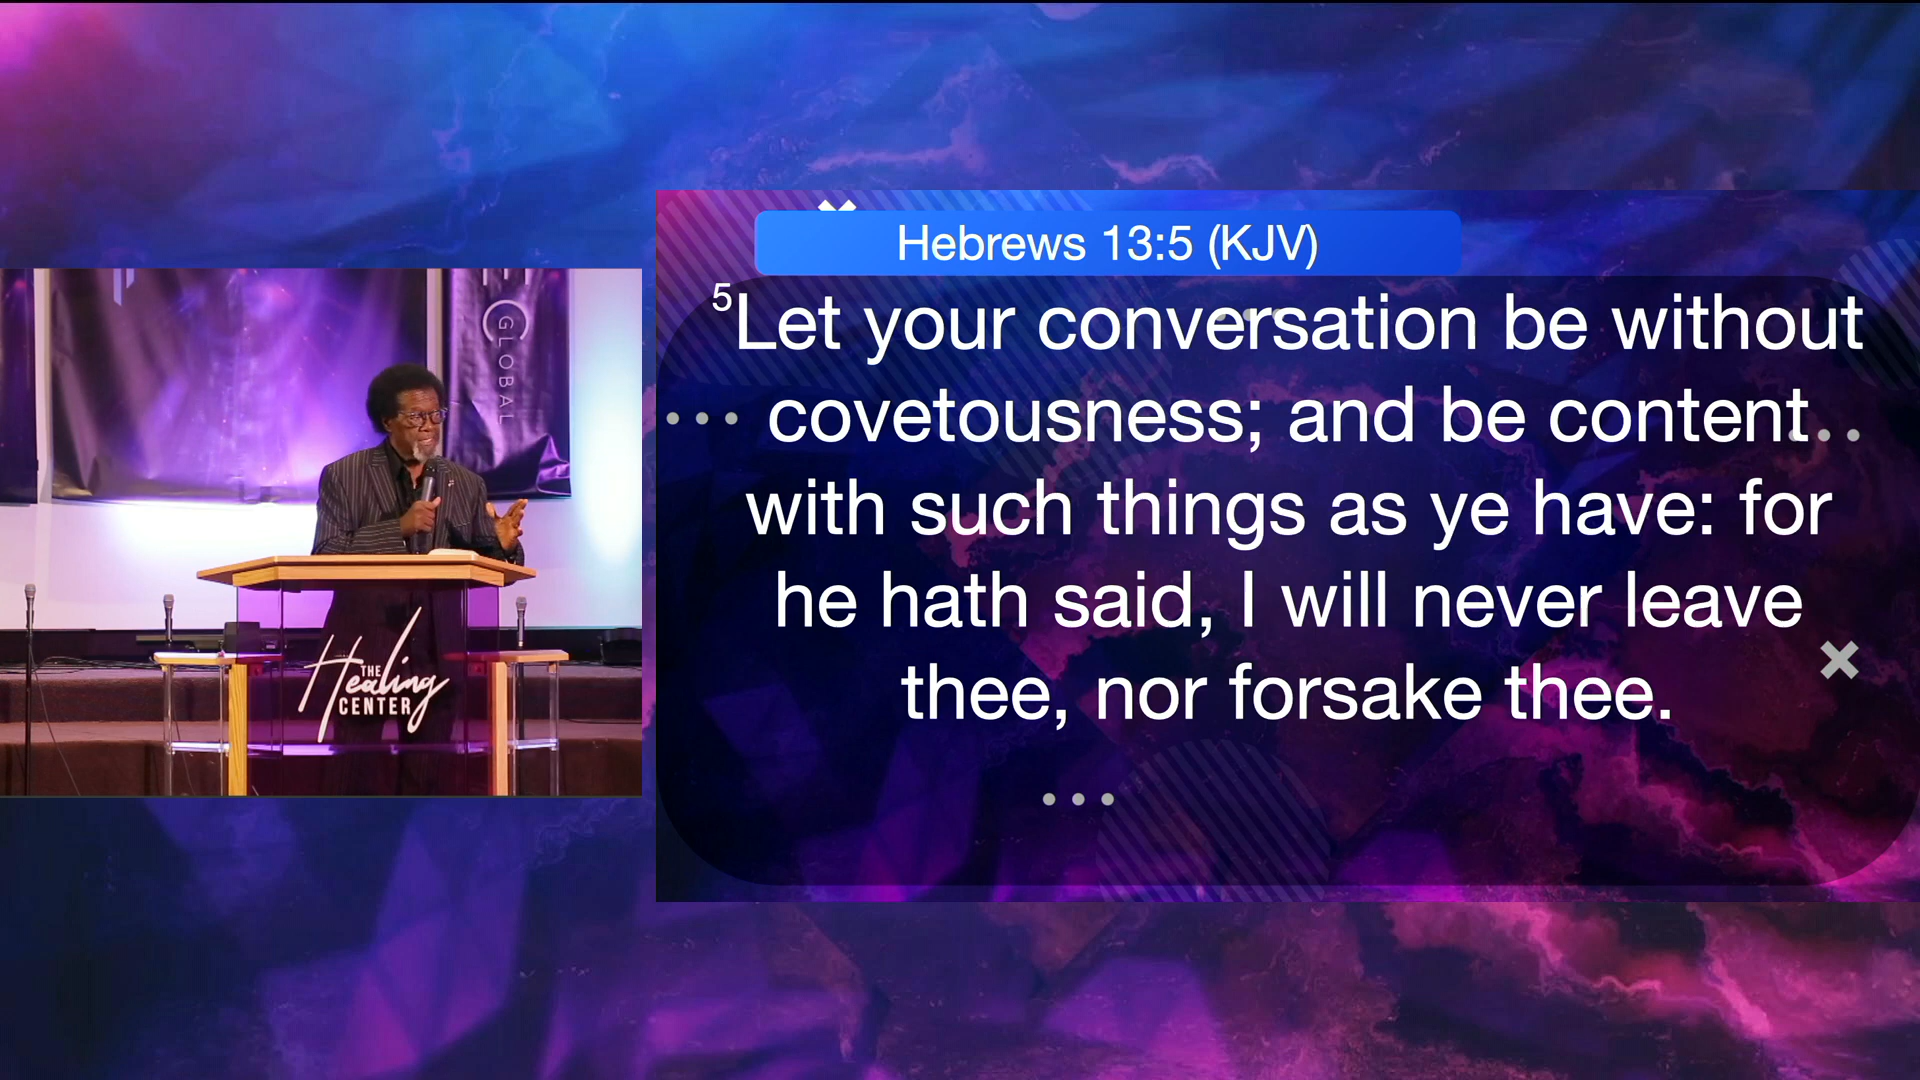 Hebrews 13:5 (KJV)
5Let your conversation be without
covetousness; and be content
with such things as ye have: for
he hath said, I will never leave
thee, nor forsake thee.
GLOBAL
THE
Healing
CENTER